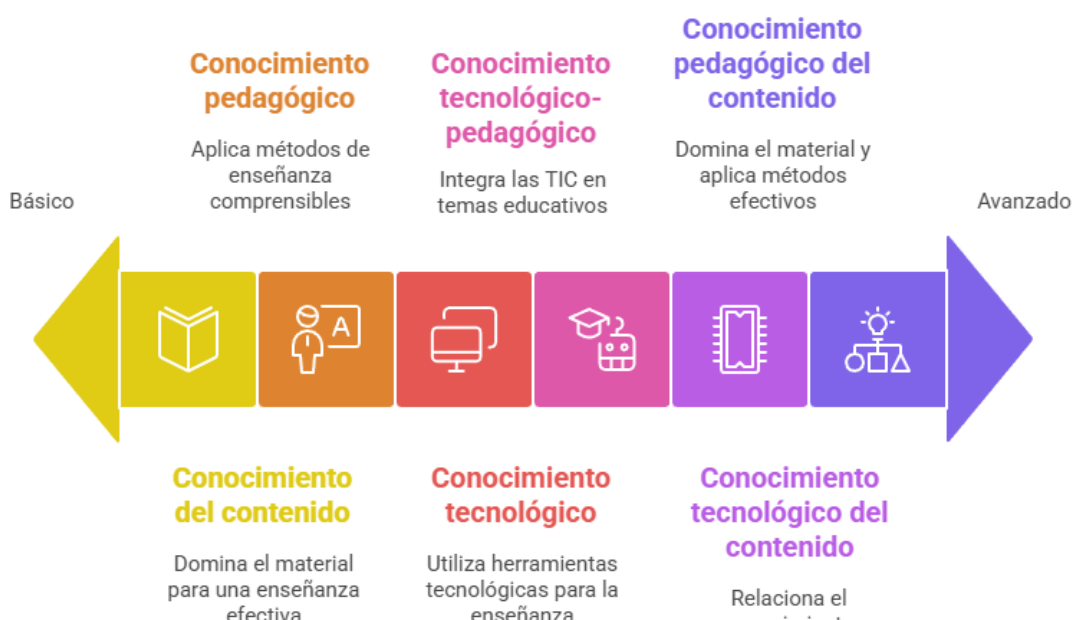 Conocimiento
pedagógico
Aplica métodos de
enseñanza
comprensibles
Conocimiento
tecnológico-
pedagógico
Integra las TIC en
temas educativos
Conocimiento
pedagógico del
contenido
Domina el material y
aplica métodos
efectivos
Básico
Avanzado
A
Conocimiento
del contenido
Domina el material
para una enseñanza
efectiva
Conocimiento
tecnológico
Utiliza herramientas
tecnológicas para la
enseñanza
Conocimiento
tecnológico del
contenido
Relaciona el